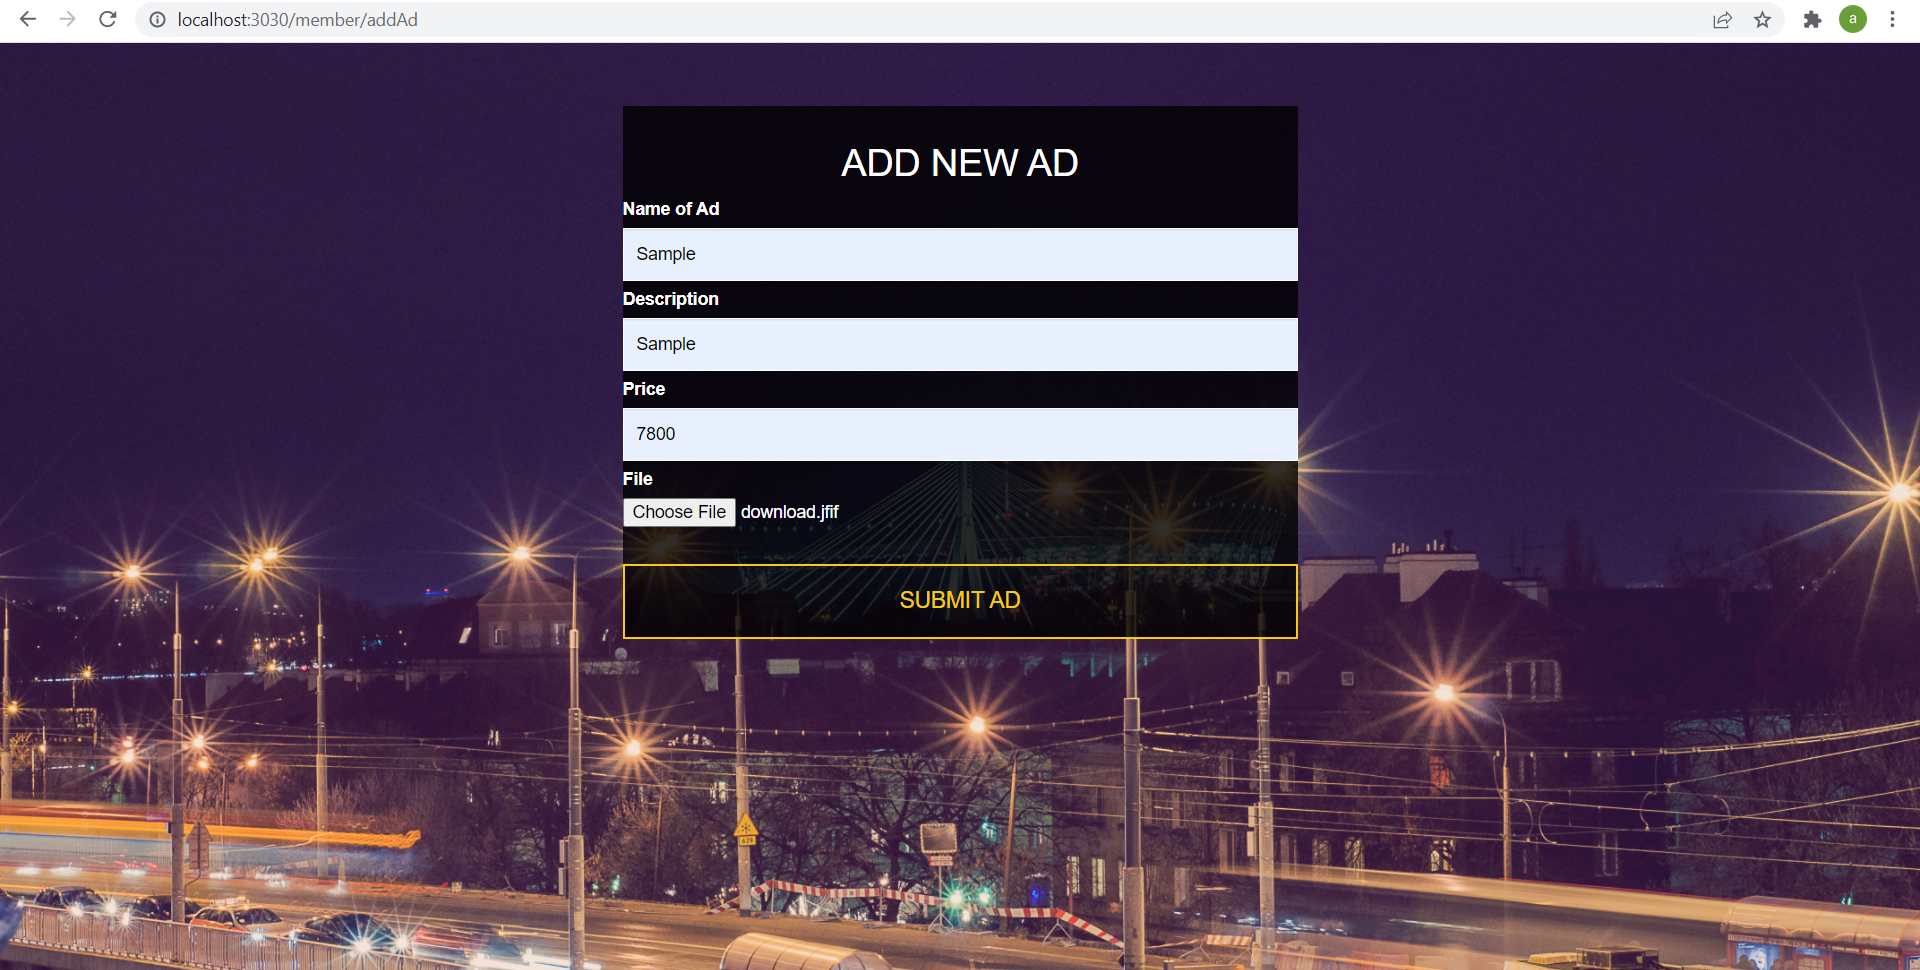 localhost:3030/member/addAd
a
ADD NEW AD
Name of Ad
Sample
Description
Sample
Price
7800
File
Choose File download.jfif
SUBMIT AD
629